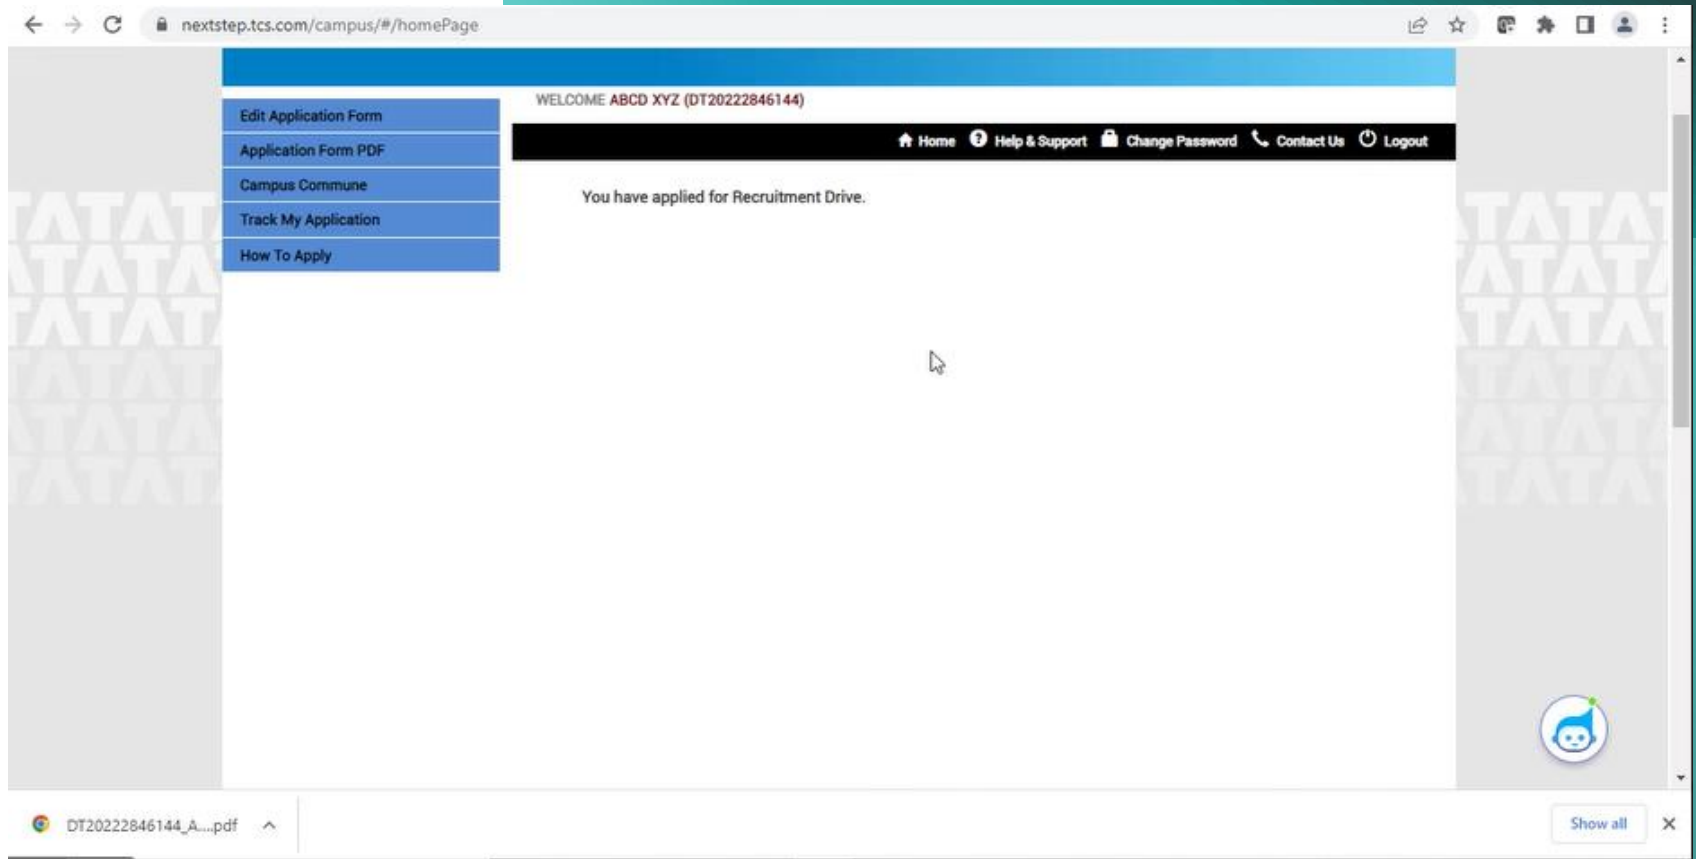 nextstep.tcs.com/campus/#/homePage
WELCOME ABCD XYZ (DT20222846144)
Edit Application Form
Application Form PDF
Campus Commune
Track My Application
How To Apply
Home Help & Support Change Password Contact Us Logout
You have applied for Recruitment Drive.
TATA
DT20222846144_A....pdf
Show all